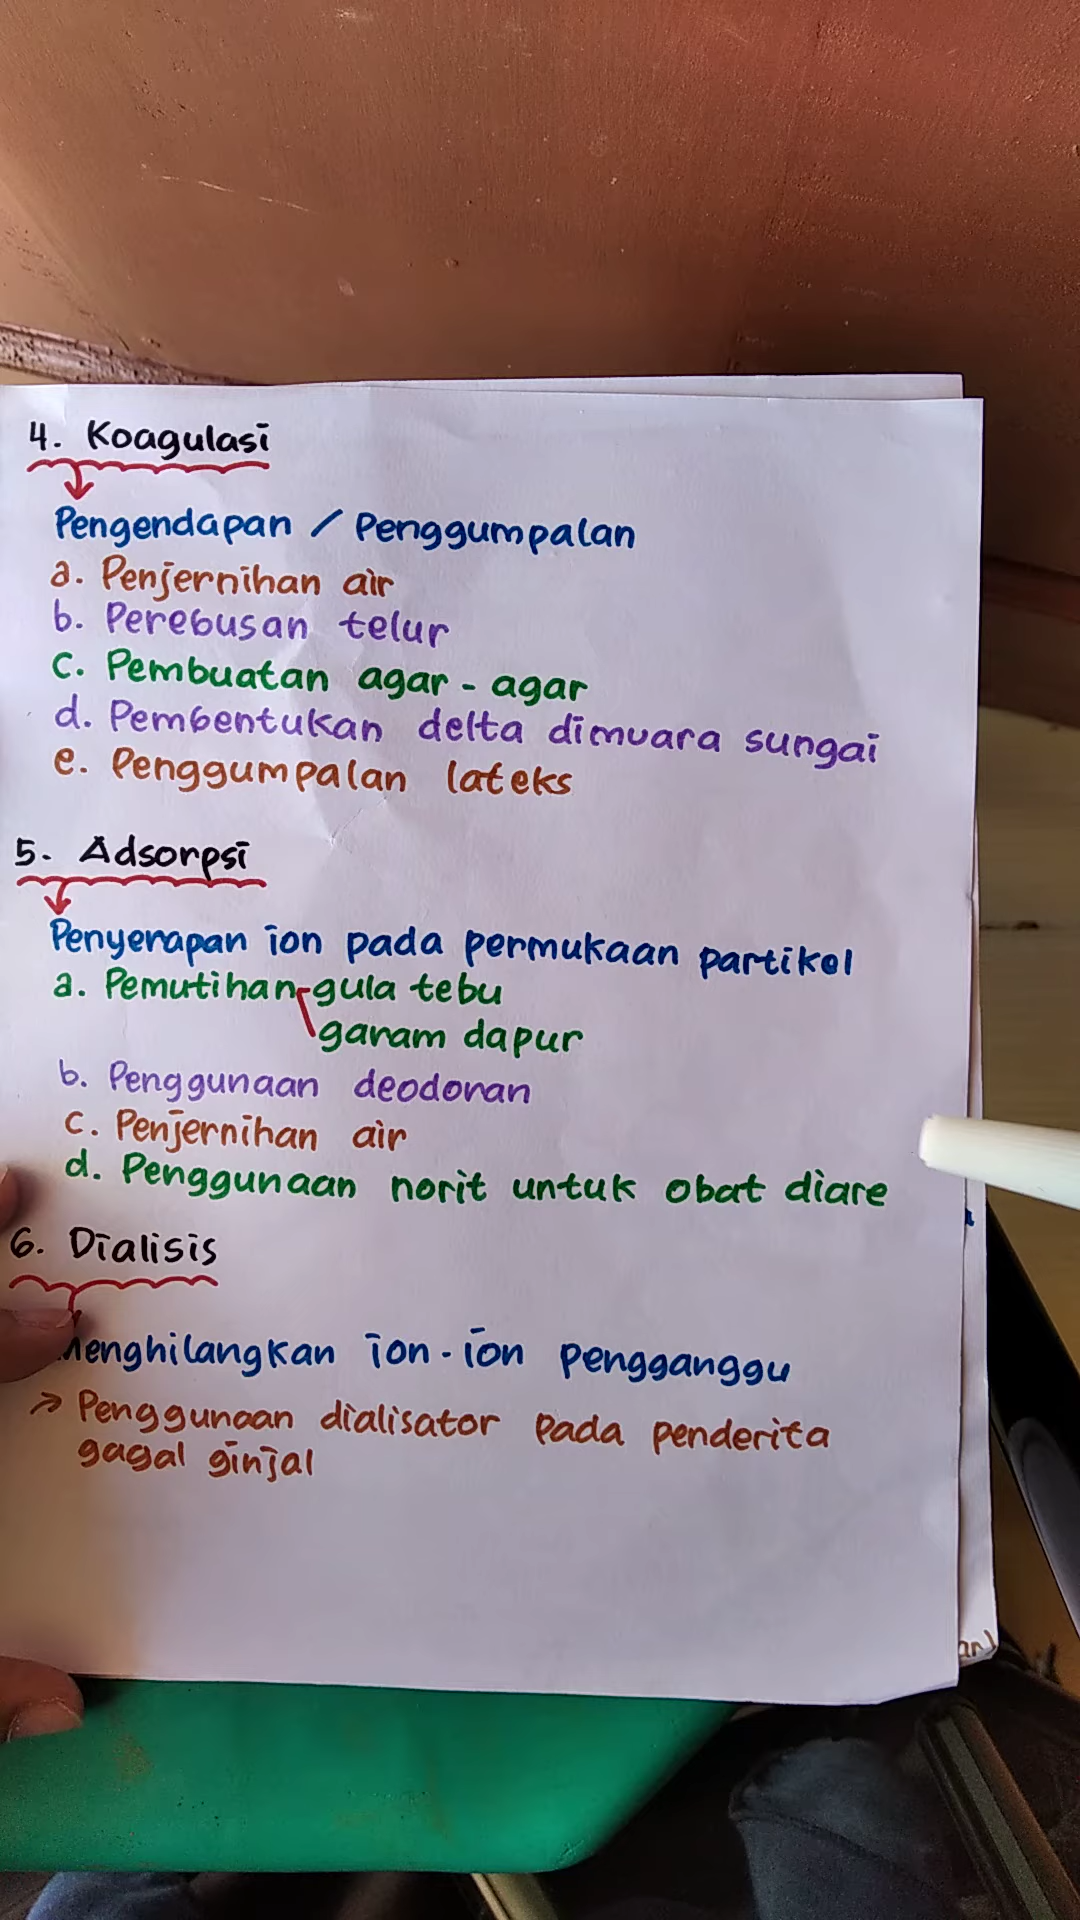 4. Koagulasi
Pengendapan / Penggumpalan
a. Penjernihan air
b. Perebusan telur
c. Pembuatan agar - agar
d. Pembentukan delta dimuara sungai
e. Penggumpalan lateks
5. Adsorpsi
Penyerapan ion pada permukaan partikel
a. Pemutihan gula tebu
garam dapur
b. Penggunaan deodoran
c. Penjernihan air
d. Penggunaan norit untuk obat diare
6. Dialisis
Menghilangkan ion - ion pengganggu
→ Penggunaan dialisator pada penderita
gagal ginjal